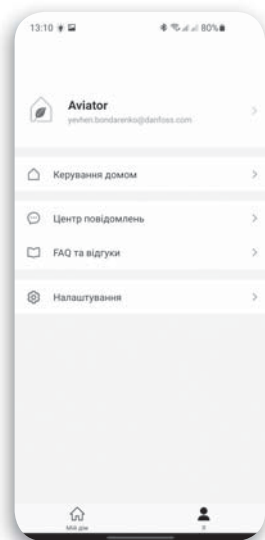 13:10 80%
Aviator
yevhen.bondarenko@danfoss.com
Керування домом
Центр повідомлень
FAQ та відгуки
Налаштування
Мій дім
Я